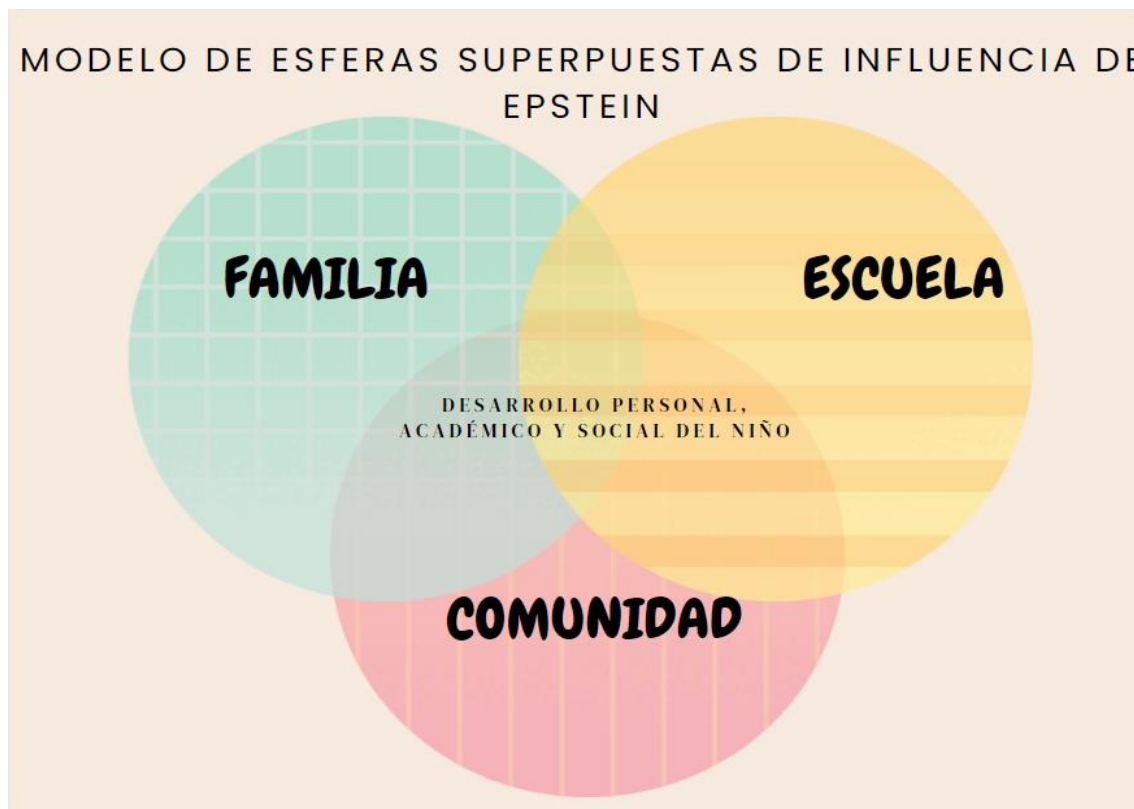 MODELO DE ESFERAS SUPERPUESTAS DE INFLUENCIA DE
EPSTEIN
FAMILIA
ESCUELA
DESARROLLO PERSONAL,
ACADÉMICO Y SOCIAL DEL NIÑO
COMUNIDAD